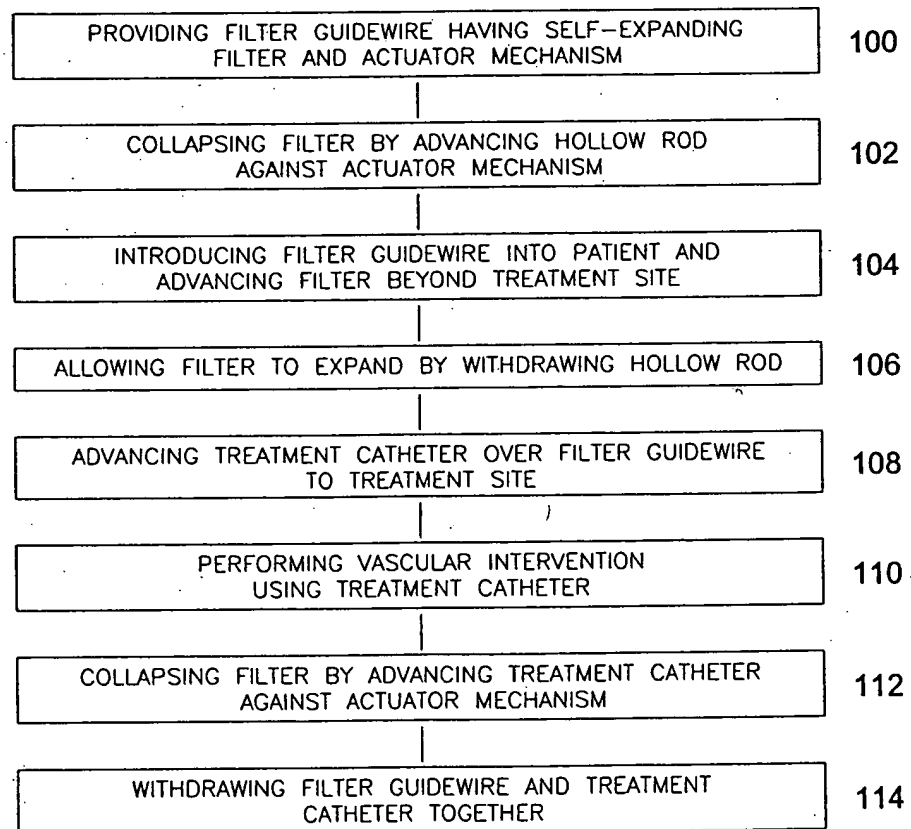 PROVIDING FILTER GUIDEWIRE HAVING SELF-EXPANDING
FILTER AND ACTUATOR MECHANISM
100
COLLAPSING FILTER BY ADVANCING HOLLOW ROD
AGAINST ACTUATOR MECHANISM
102
INTRODUCING FILTER GUIDEWIRE INTO PATIENT AND
ADVANCING FILTER BEYOND TREATMENT SITE
104
ALLOWING FILTER TO EXPAND BY WITHDRAWING HOLLOW ROD
106
ADVANCING TREATMENT CATHETER OVER FILTER GUIDEWIRE
TO TREATMENT SITE
108
PERFORMING VASCULAR INTERVENTION
USING TREATMENT CATHETER
110
COLLAPSING FILTER BY ADVANCING TREATMENT CATHETER
AGAINST ACTUATOR MECHANISM
112
WITHDRAWING FILTER GUIDEWIRE AND TREATMENT
CATHETER TOGETHER
114